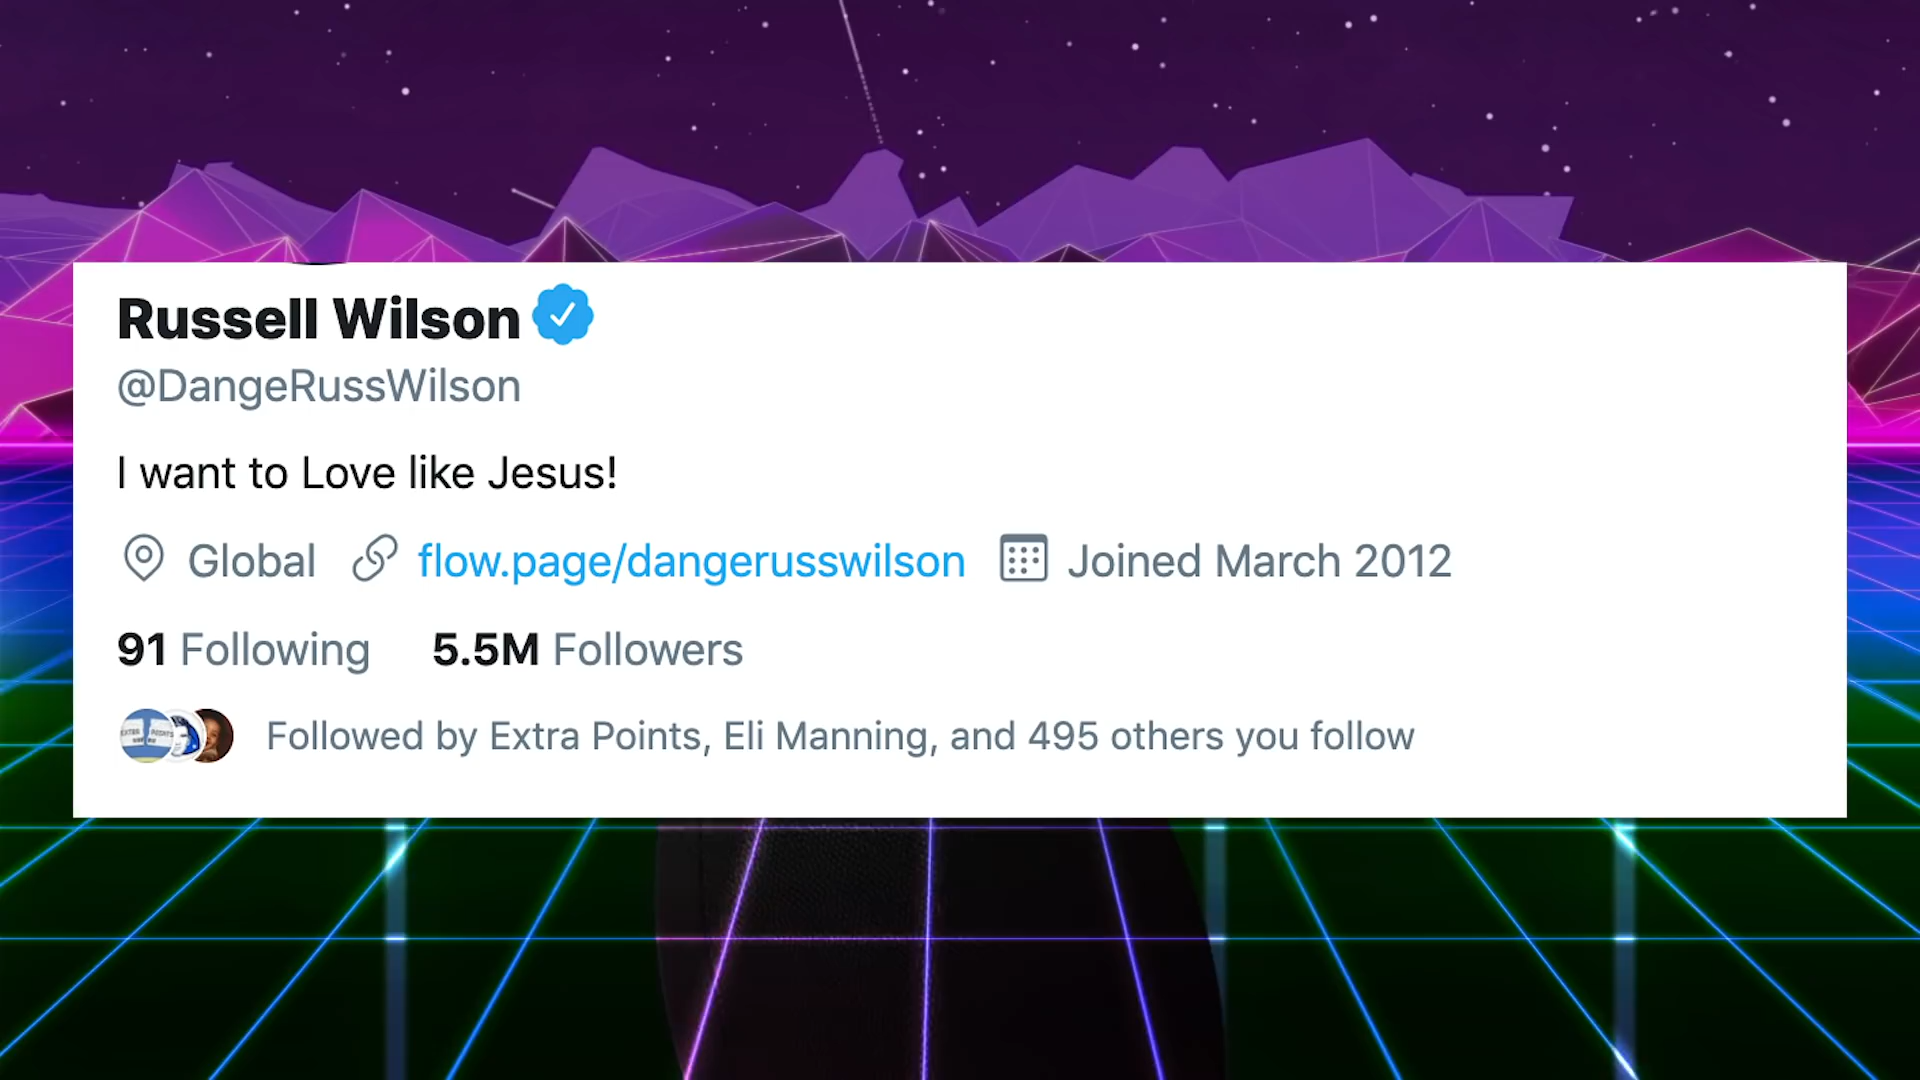 Russell Wilson
@DangeRussWilson
I want to Love like Jesus!
Global flow.page/dangerusswilson Joined March 2012
91 Following 5.5M Followers
Followed by Extra Points, Eli Manning, and 495 others you follow